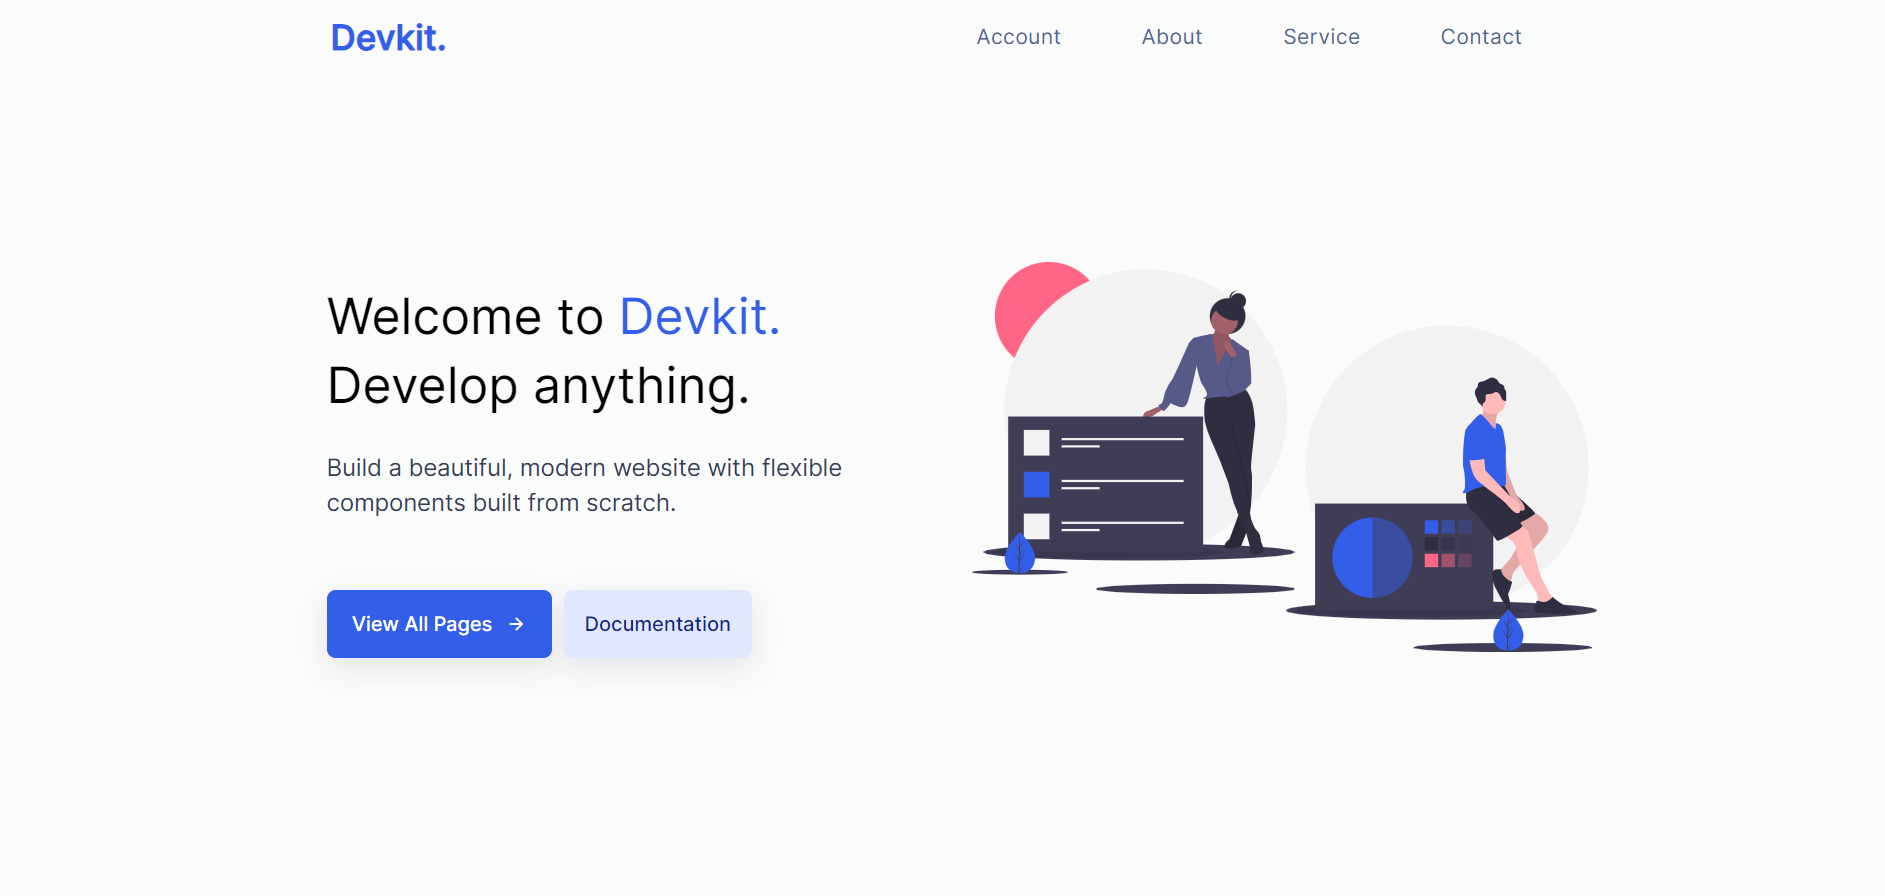 Devkit.
Account
About
Service
Contact
Welcome to Devkit.
Develop anything.
Build a beautiful, modern website with flexible
components built from scratch.
View All Pages →
Documentation